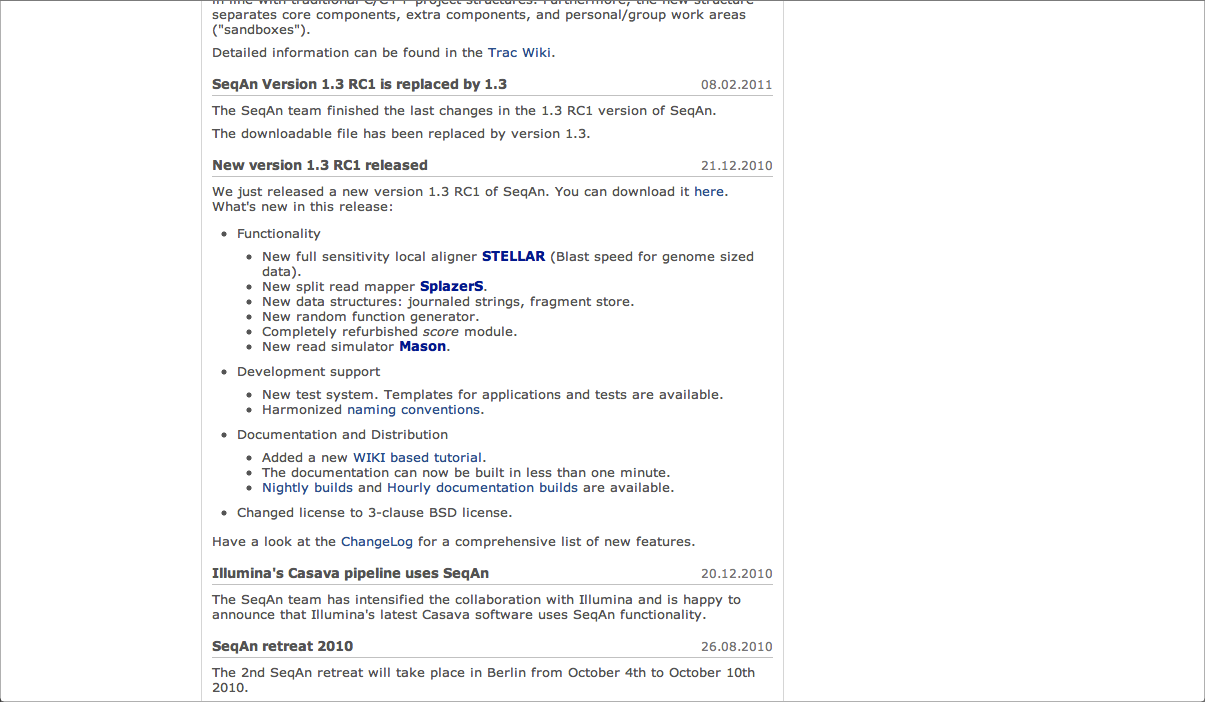 in line with traditional C/C++ project structures. Furthermore, the new structure
separates core components, extra components, and personal/group work areas
("sandboxes").
Detailed information can be found in the Trac Wiki.
SeqAn Version 1.3 RC1 is replaced by 1.3 08.02.2011
The SeqAn team finished the last changes in the 1.3 RC1 version of SeqAn.
The downloadable file has been replaced by version 1.3.
New version 1.3 RC1 released 21.12.2010
We just released a new version 1.3 RC1 of SeqAn. You can download it here.
What's new in this release:
Functionality
New full sensitivity local aligner STELLAR (Blast speed for genome sized
data).
New split read mapper SplazerS.
New data structures: journaled strings, fragment store.
New random function generator.
Completely refurbished score module.
New read simulator Mason.
Development support
New test system. Templates for applications and tests are available.
Harmonized naming conventions.
Documentation and Distribution
Added a new WIKI based tutorial.
The documentation can now be built in less than one minute.
Nightly builds and Hourly documentation builds are available.
Changed license to 3-clause BSD license.
Have a look at the ChangeLog for a comprehensive list of new features.
Illumina's Casava pipeline uses SeqAn 20.12.2010
The SeqAn team has intensified the collaboration with Illumina and is happy to
announce that Illumina's latest Casava software uses SeqAn functionality.
SeqAn retreat 2010 26.08.2010
The 2nd SeqAn retreat will take place in Berlin from October 4th to October 10th
2010.